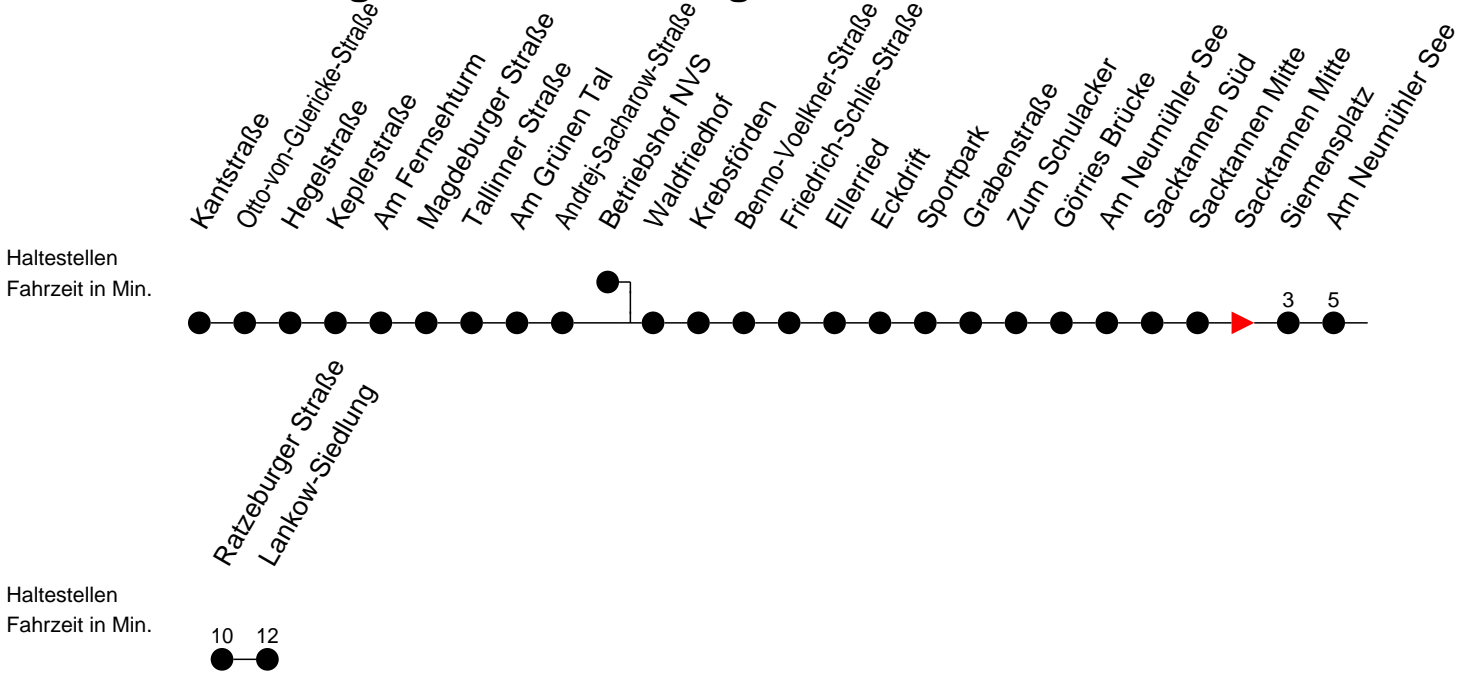 Kantstraße
Otto-von-Guericke-Straße
Hegelstraße
Keplerstraße
Am Fernsehturm
Magdeburger Straße
Tallinner Straße
Am Grünen Tal
Andrej-Sacharow-Straße
Betriebshof NVS
Waldfriedhof
Krebsförden
Benno-Voelkner-Straße
Friedrich-Schlie-Straße
Ellerried
Eckdrift
Sportpark
Grabenstraße
Zum Schulacker
Görries Brücke
Am Neumühler See
Sacktannen Süd
Sacktannen Mitte
Sacktannen Mitte
Siemensplatz
Am Neumühler See
Haltestellen
Fahrzeit in Min.
3 5
Ratzeburger Straße
Lankow-Siedlung
Haltestellen
Fahrzeit in Min.
10 12